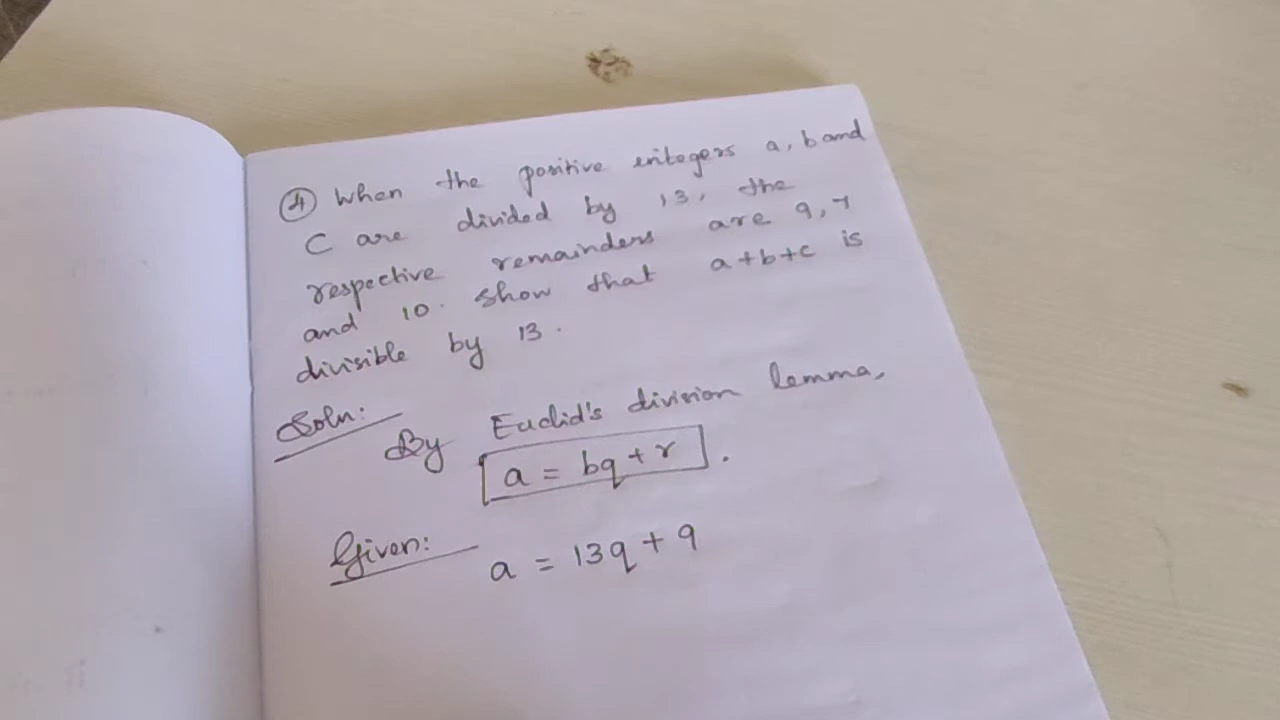 ④ When the positive integers a, b and
C are divided by 13, the
respective remainders are 9, 7
and 10. Show that a+b+c is
divisible by 13.
Soln:
By Euclid's division lemma,
a = bq + r.
Given:
a = 13q + 9